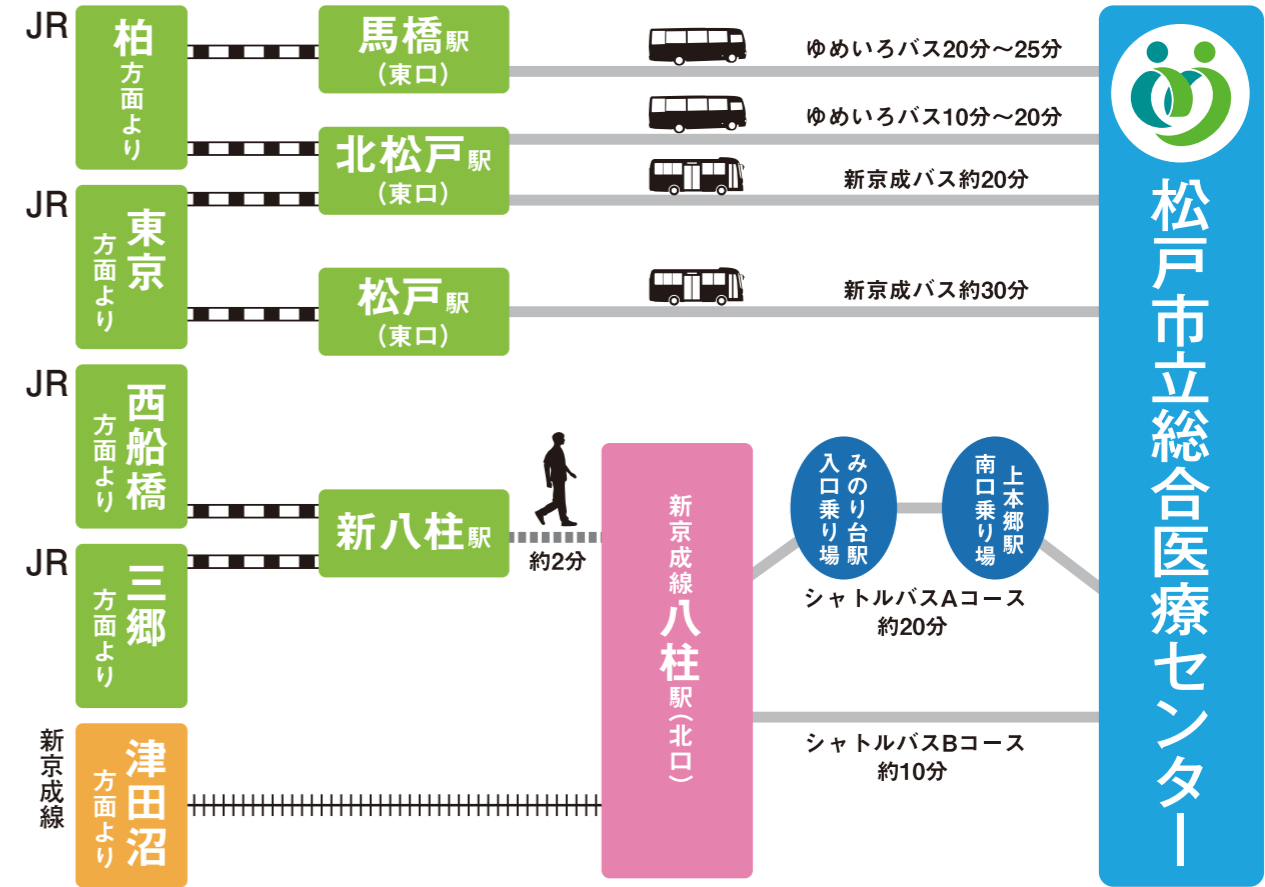 JR
柏方面より
馬橋駅
（東口）
ゆめいろバス20分〜25分
ゆめいろバス10分〜20分
北松戸駅
（東口）
新京成バス約20分
JR
東京方面より
松戸駅
（東口）
新京成バス約30分
JR
西船橋方面より
新八柱駅
約2分
JR
三郷方面より
新京成線
津田沼方面より
新京成線八柱駅（北口）
みのり台駅
入口乗り場
上本郷駅
南口乗り場
シャトルバスAコース
約20分
シャトルバスBコース
約10分
松戸市立総合医療センター